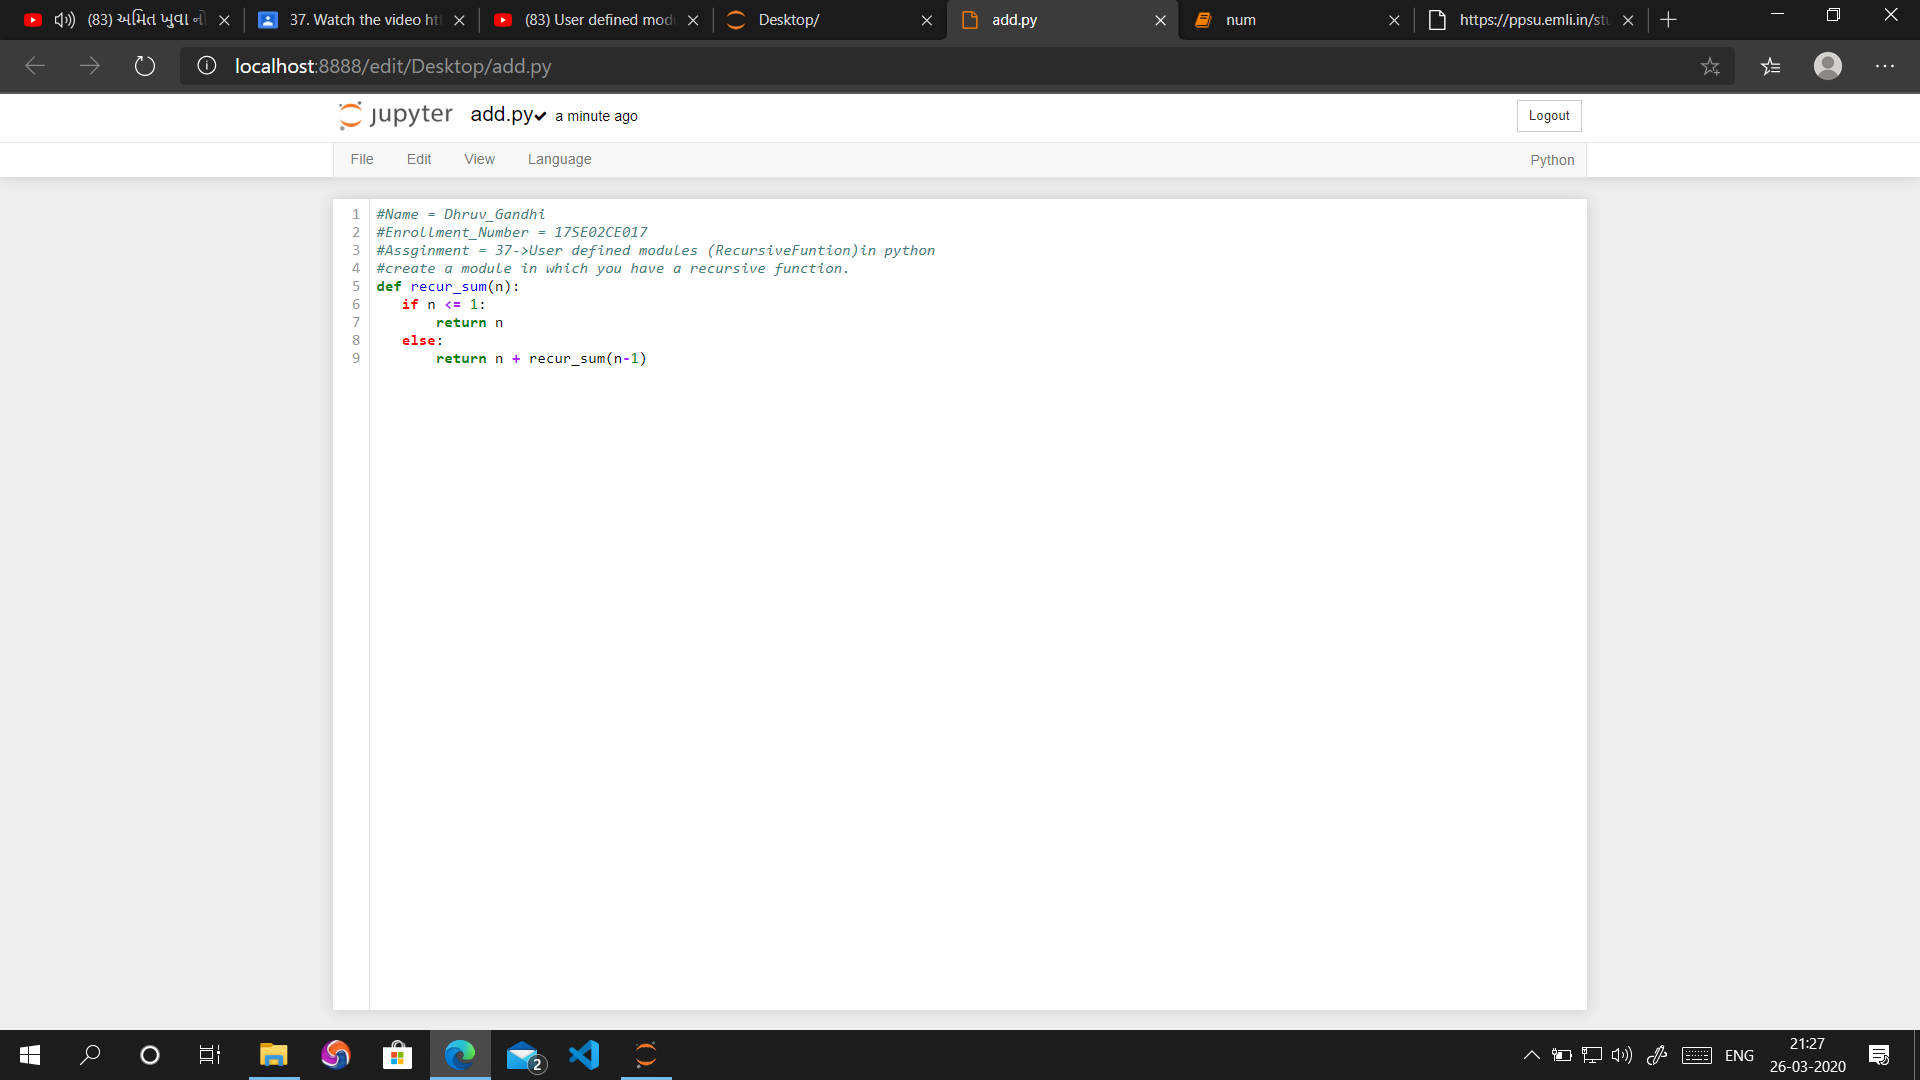 (83) અમિત ખુવા નો
37. Watch the video htt
(83) User defined modu
Desktop/
add.py
num
https://ppsu.emli.in/stu
localhost:8888/edit/Desktop/add.py
jupyter add.py✔ a minute ago
Logout
File Edit View Language
Python
1 #Name = Dhruv_Gandhi
2 #Enrollment_Number = 17SE02CE017
3 #Assginment = 37->User defined modules (RecursiveFuntion)in python
4 #create a module in which you have a recursive function.
5 def recur_sum(n):
6 if n <= 1:
7 return n
8 else:
9 return n + recur_sum(n-1)
2
ENG
21:27
26-03-2020